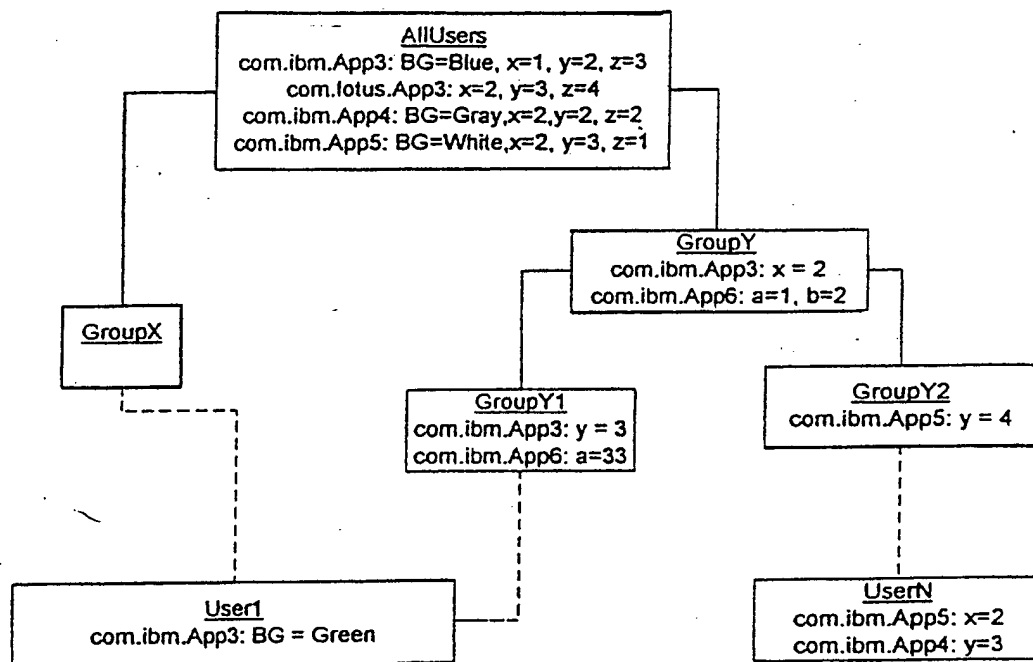 AllUsers
com.ibm.App3: BG=Blue, x=1, y=2, z=3
com.lotus.App3: x=2, y=3, z=4
com.ibm.App4: BG=Gray,x=2,y=2, z=2
com.ibm.App5: BG=White,x=2, y=3, z=1
GroupY
com.ibm.App3: x = 2
com.ibm.App6: a=1, b=2
GroupX
GroupY1
com.ibm.App3: y = 3
com.ibm.App6: a=33
GroupY2
com.ibm.App5: y = 4
User1
com.ibm.App3: BG = Green
UserN
com.ibm.App5: x=2
com.ibm.App4: y=3